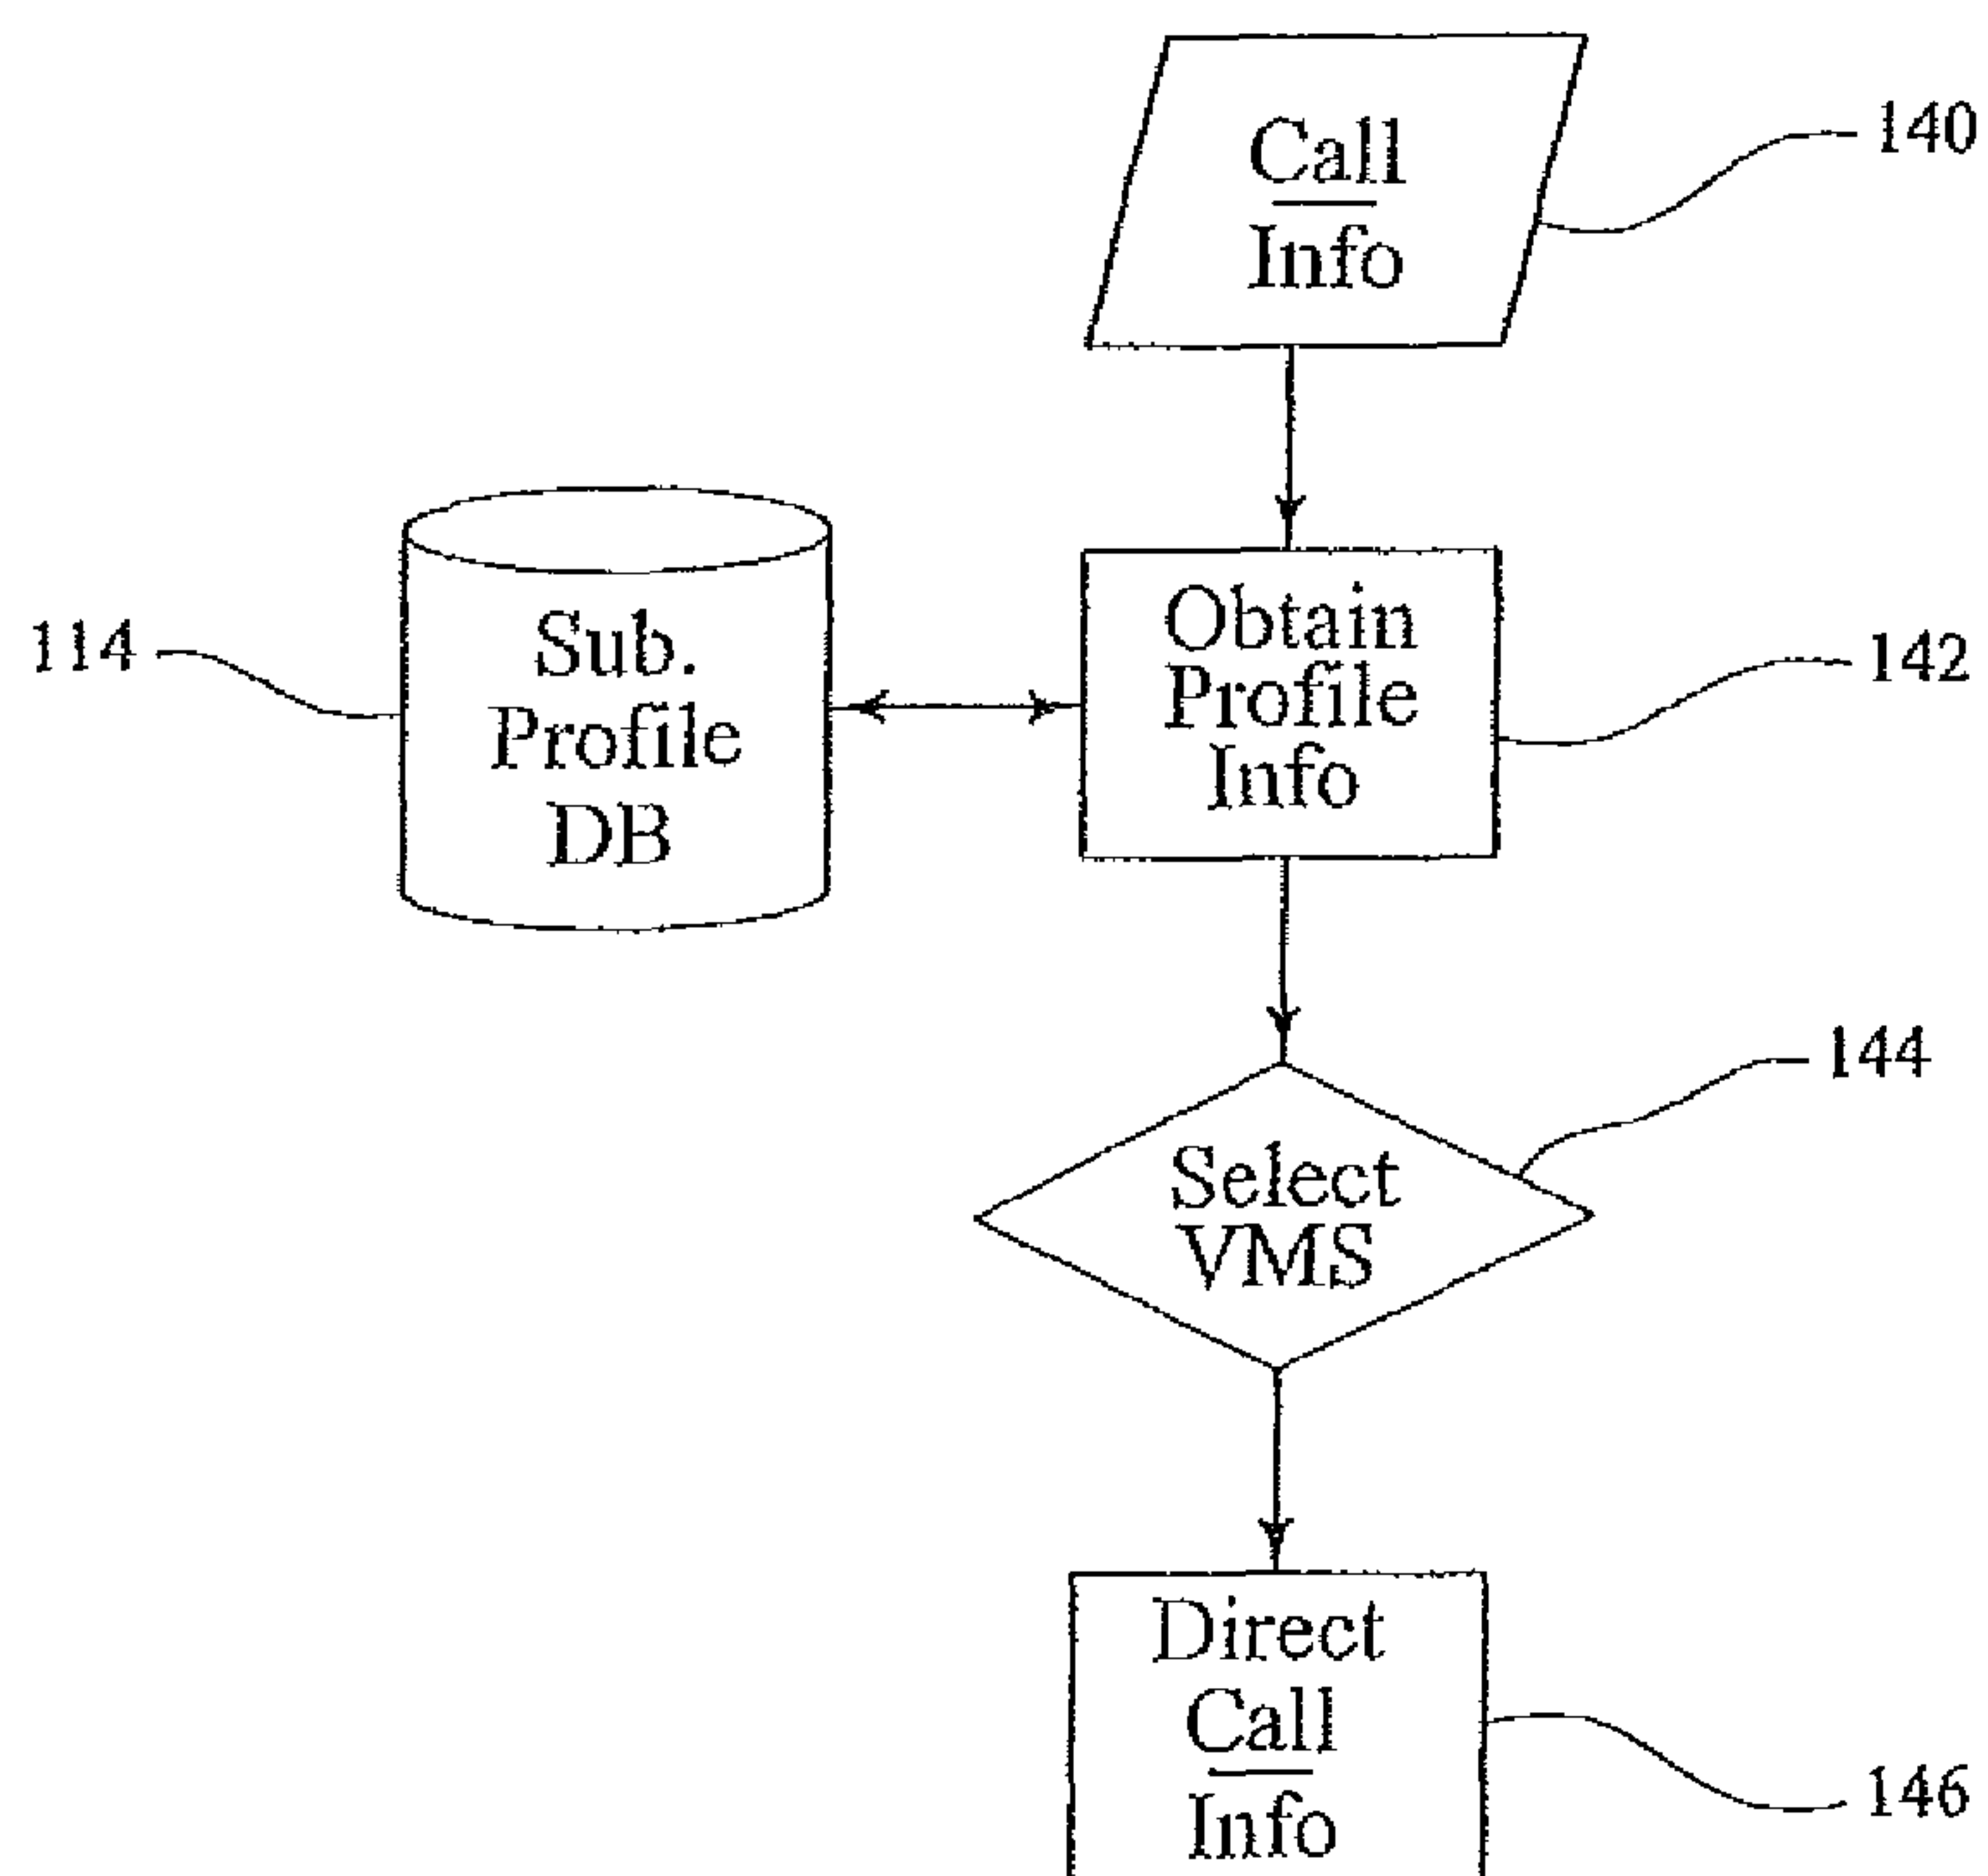 Call
Info
140
Sub.
Profile
DB
114
Obtain
Profile
Info
142
Select
VMS
144
Direct
Call
Info
146